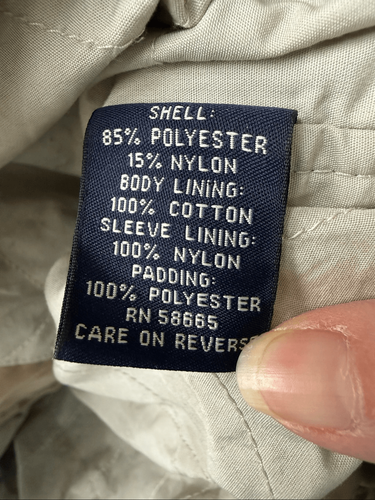 SHELL:
85% POLYESTER
15% NYLON
BODY LINING:
100% COTTON
SLEEVE LINING:
100% NYLON
PADDING:
100% POLYESTER
RN 58665
CARE ON REVERS